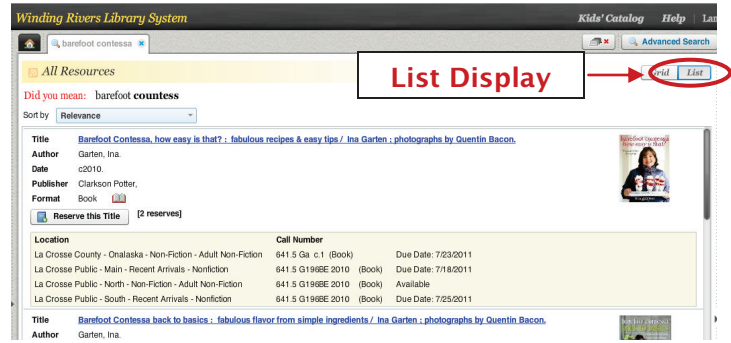 Winding Rivers Library System Kids' Catalog Help Lan
barefoot contessa Advanced Search
All Resources List Display Grid List
Did you mean: barefoot countess
Sort by Relevance
Title Barefoot Contessa, how easy is that? : fabulous recipes & easy tips / Ina Garten ; photographs by Quentin Bacon.
Author Garten, Ina.
Date c2010.
Publisher Clarkson Potter,
Format Book
Reserve this Title [2 reserves]
Location Call Number
La Crosse County - Onalaska - Non-Fiction - Adult Non-Fiction 641.5 Ga c.1 (Book) Due Date: 7/23/2011
La Crosse Public - Main - Recent Arrivals - Nonfiction 641.5 G196BE 2010 (Book) Due Date: 7/18/2011
La Crosse Public - North - Non-Fiction - Adult Non-Fiction 641.5 G196BE 2010 (Book) Available
La Crosse Public - South - Recent Arrivals - Nonfiction 641.5 G196BE 2010 (Book) Due Date: 7/25/2011
Title Barefoot Contessa back to basics : fabulous flavor from simple ingredients / Ina Garten ; photographs by Quentin Bacon.
Author Garten, Ina.